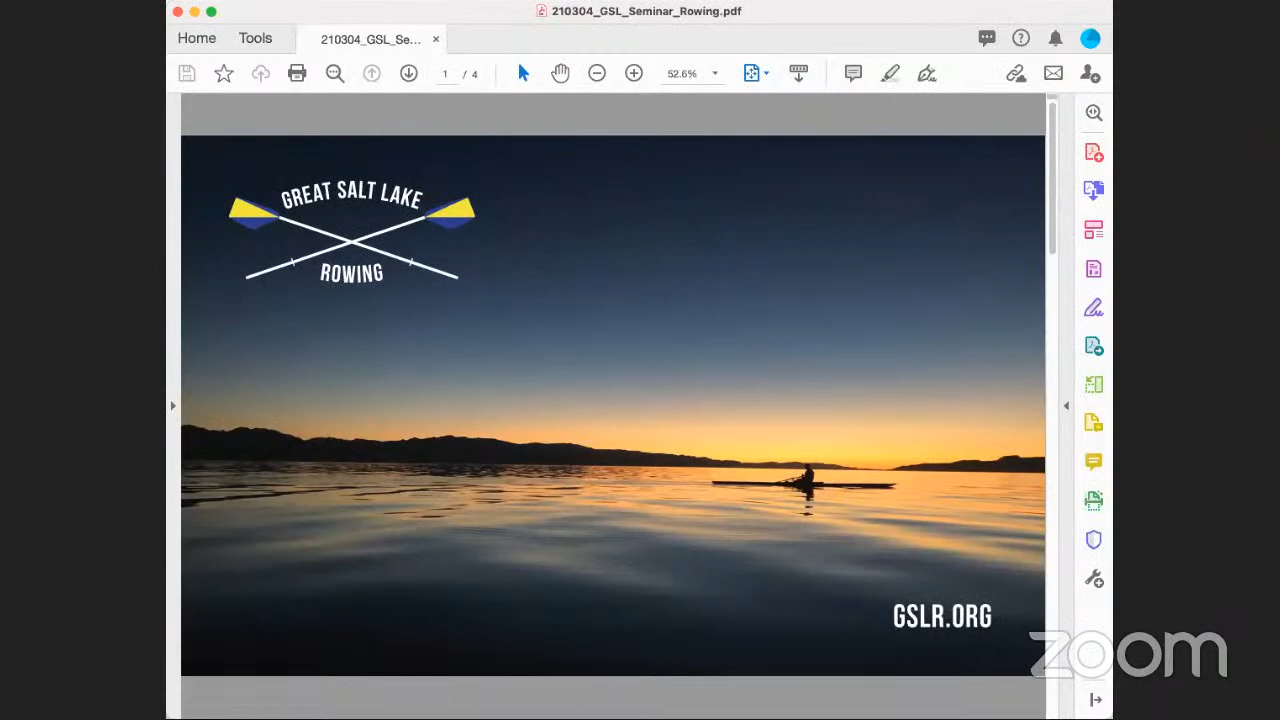 210304_GSL_Seminar_Rowing.pdf
Home
Tools
210304_GSL_Se...
1 / 4
52.6%
GREAT SALT LAKE
ROWING
GSLR.ORG
zoom